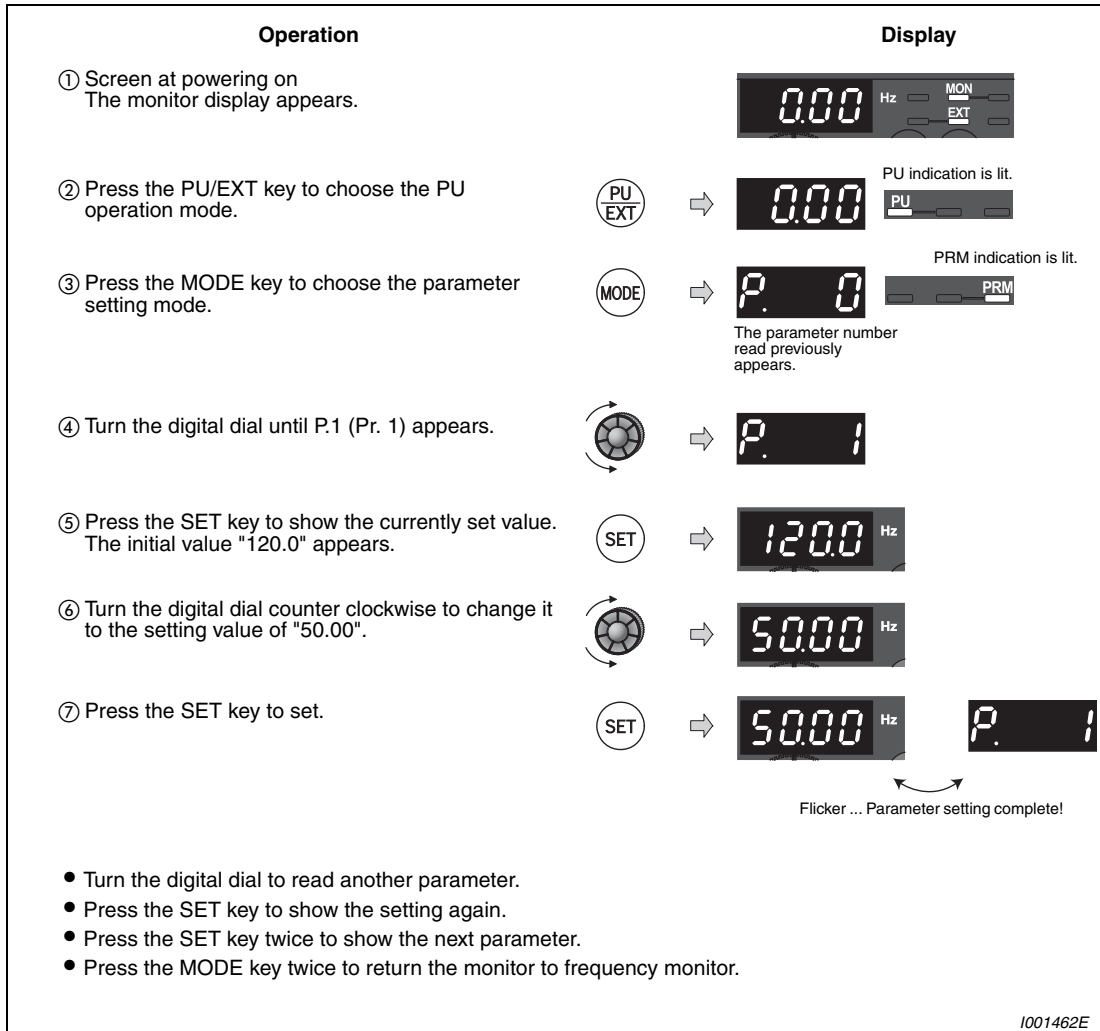 Operation
Display
① Screen at powering on
The monitor display appears.
0.00 Hz MON
EXT
② Press the PU/EXT key to choose the PU
operation mode.
PU
EXT
0.00
PU indication is lit.
PU
③ Press the MODE key to choose the parameter
setting mode.
MODE
P. 0
PRM indication is lit.
PRM
The parameter number
read previously
appears.
④ Turn the digital dial until P.1 (Pr. 1) appears.
P. 1
⑤ Press the SET key to show the currently set value.
The initial value "120.0" appears.
SET
120.0 Hz
⑥ Turn the digital dial counter clockwise to change it
to the setting value of "50.00".
50.00 Hz
⑦ Press the SET key to set.
SET
50.00 Hz
P. 1
Flicker ... Parameter setting complete!
● Turn the digital dial to read another parameter.
● Press the SET key to show the setting again.
● Press the SET key twice to show the next parameter.
● Press the MODE key twice to return the monitor to frequency monitor.
I001462E